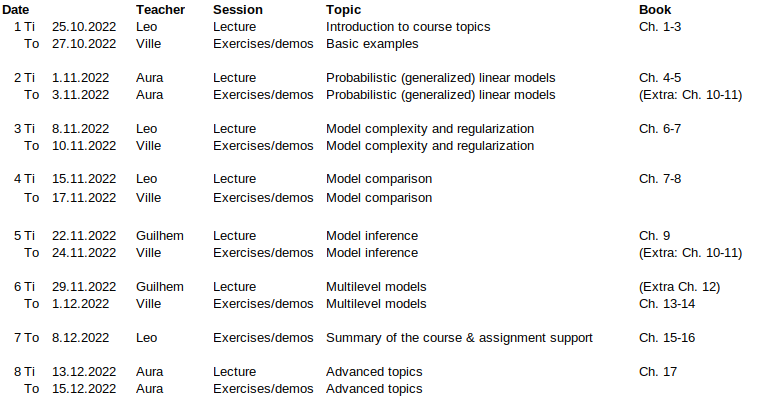 Date Teacher Session Topic Book
1 Ti 25.10.2022 Leo Lecture Introduction to course topics Ch. 1-3
To 27.10.2022 Ville Exercises/demos Basic examples
2 Ti 1.11.2022 Aura Lecture Probabilistic (generalized) linear models Ch. 4-5
To 3.11.2022 Aura Exercises/demos Probabilistic (generalized) linear models (Extra: Ch. 10-11)
3 Ti 8.11.2022 Leo Lecture Model complexity and regularization Ch. 6-7
To 10.11.2022 Ville Exercises/demos Model complexity and regularization
4 Ti 15.11.2022 Leo Lecture Model comparison Ch. 7-8
To 17.11.2022 Ville Exercises/demos Model comparison
5 Ti 22.11.2022 Guilhem Lecture Model inference Ch. 9
To 24.11.2022 Ville Exercises/demos Model inference (Extra: Ch. 10-11)
6 Ti 29.11.2022 Guilhem Lecture Multilevel models (Extra Ch. 12)
To 1.12.2022 Ville Exercises/demos Multilevel models Ch. 13-14
7 To 8.12.2022 Leo Exercises/demos Summary of the course & assignment support Ch. 15-16
8 Ti 13.12.2022 Aura Lecture Advanced topics Ch. 17
To 15.12.2022 Aura Exercises/demos Advanced topics